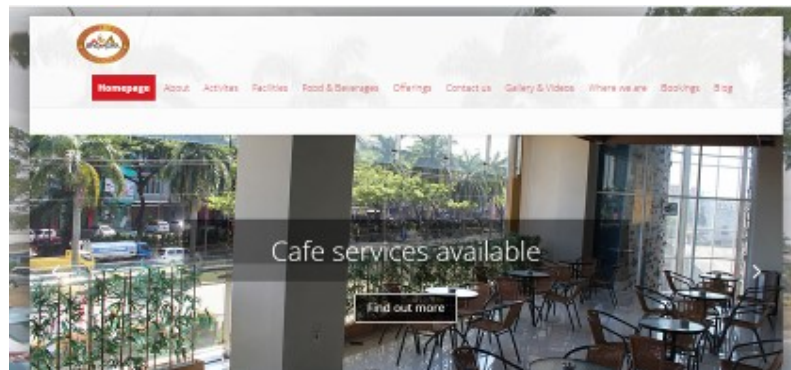 Homepage About Activities Facilities Food & Beverages Offerings Contact us Gallery & Videos Where we are Bookings Blog
Cafe services available
Find out more